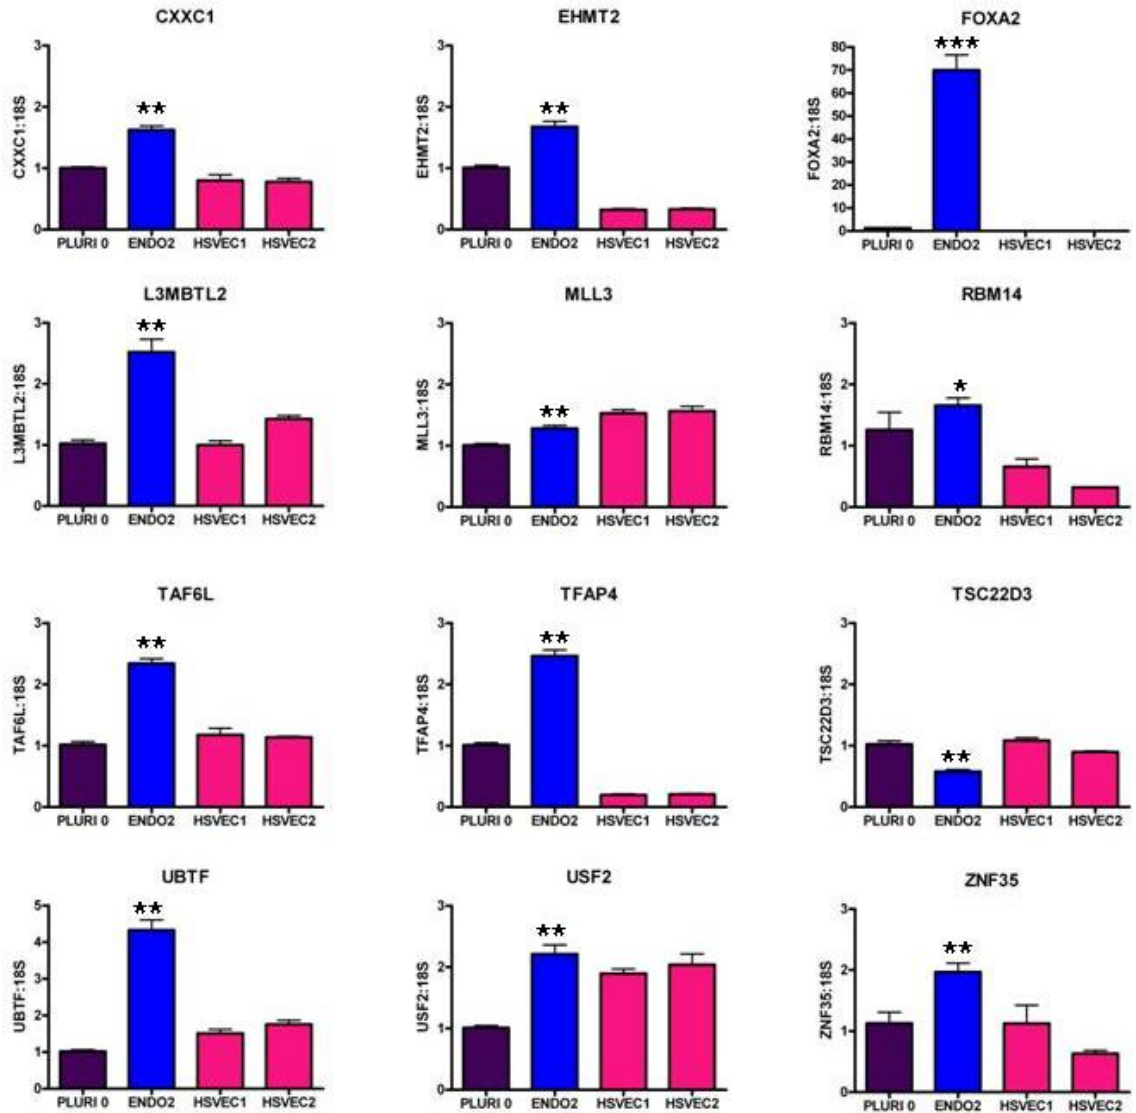 CXXC1
3
2
1
0
CXXC1:18S
**
PLURI 0 ENDO2 HSVEC1 HSVEC2
EHMT2
3
2
1
0
EHMT2:18S
**
PLURI 0 ENDO2 HSVEC1 HSVEC2
FOXA2
80
70
60
50
40
30
20
10
0
FOXA2:18S
***
PLURI 0 ENDO2 HSVEC1 HSVEC2
L3MBTL2
3
2
1
0
L3MBTL2:18S
**
PLURI 0 ENDO2 HSVEC1 HSVEC2
MLL3
3
2
1
0
MLL3:18S
**
PLURI 0 ENDO2 HSVEC1 HSVEC2
RBM14
3
2
1
0
RBM14:18S
*
PLURI 0 ENDO2 HSVEC1 HSVEC2
TAF6L
3
2
1
0
TAF6L:18S
**
PLURI 0 ENDO2 HSVEC1 HSVEC2
TFAP4
3
2
1
0
TFAP4:18S
**
PLURI 0 ENDO2 HSVEC1 HSVEC2
TSC22D3
3
2
1
0
TSC22D3:18S
**
PLURI 0 ENDO2 HSVEC1 HSVEC2
UBTF
5
4
3
2
1
0
UBTF:18S
**
PLURI 0 ENDO2 HSVEC1 HSVEC2
USF2
3
2
1
0
USF2:18S
**
PLURI 0 ENDO2 HSVEC1 HSVEC2
ZNF35
3
2
1
0
ZNF35:18S
**
PLURI 0 ENDO2 HSVEC1 HSVEC2